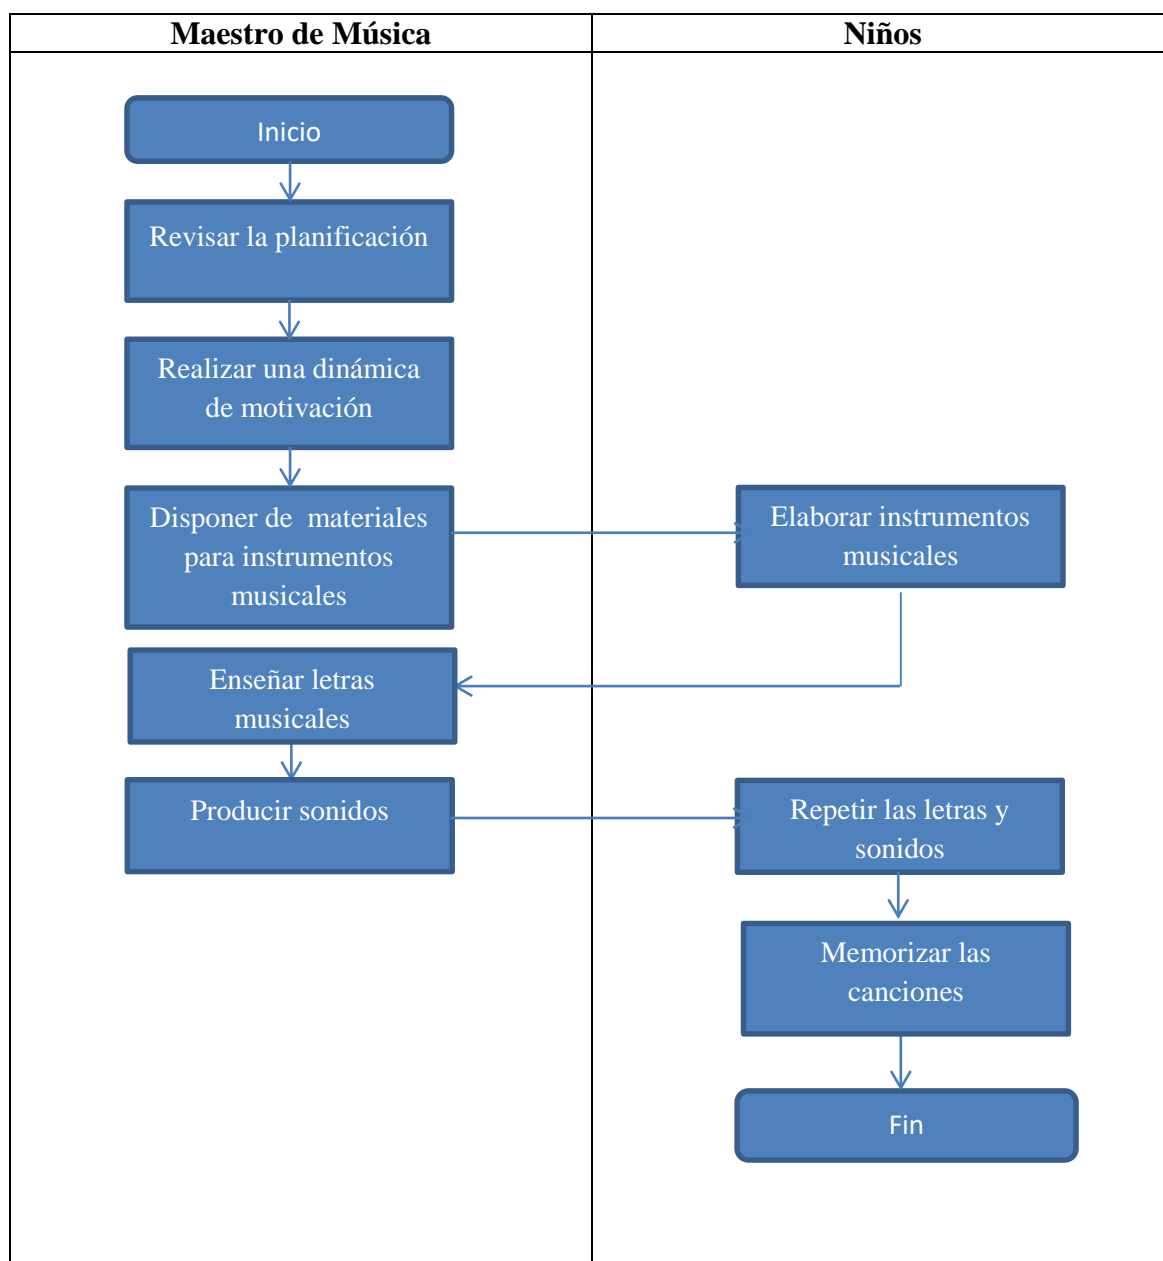 Maestro de Música
Niños
Inicio
Revisar la planificación
Realizar una dinámica
de motivación
Disponer de  materiales
para instrumentos
musicales
Elaborar instrumentos
musicales
Enseñar letras
musicales
Producir sonidos
Repetir las letras y
sonidos
Memorizar las
canciones
Fin